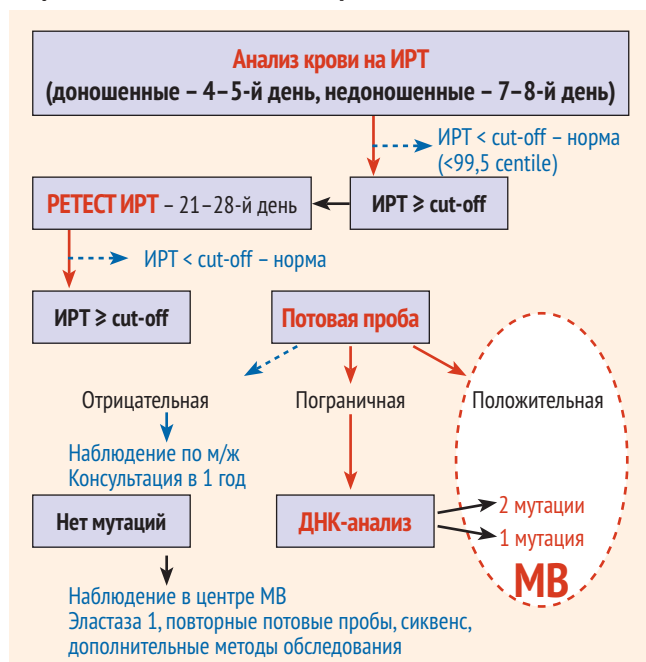 Анализ крови на ИРТ
(доношенные – 4–5-й день, недоношенные – 7–8-й день)
ИРТ < cut-off – норма
(<99,5 centile)
РЕТЕСТ ИРТ – 21–28-й день
ИРТ ⩾ cut-off
ИРТ < cut-off – норма
ИРТ ⩾ cut-off
Потовая проба
Отрицательная
Пограничная
Положительная
Наблюдение по м/ж
Консультация в 1 год
Нет мутаций
ДНК-анализ
2 мутации
1 мутация
МВ
Наблюдение в центре МВ
Эластаза 1, повторные потовые пробы, сиквенс,
дополнительные методы обследования